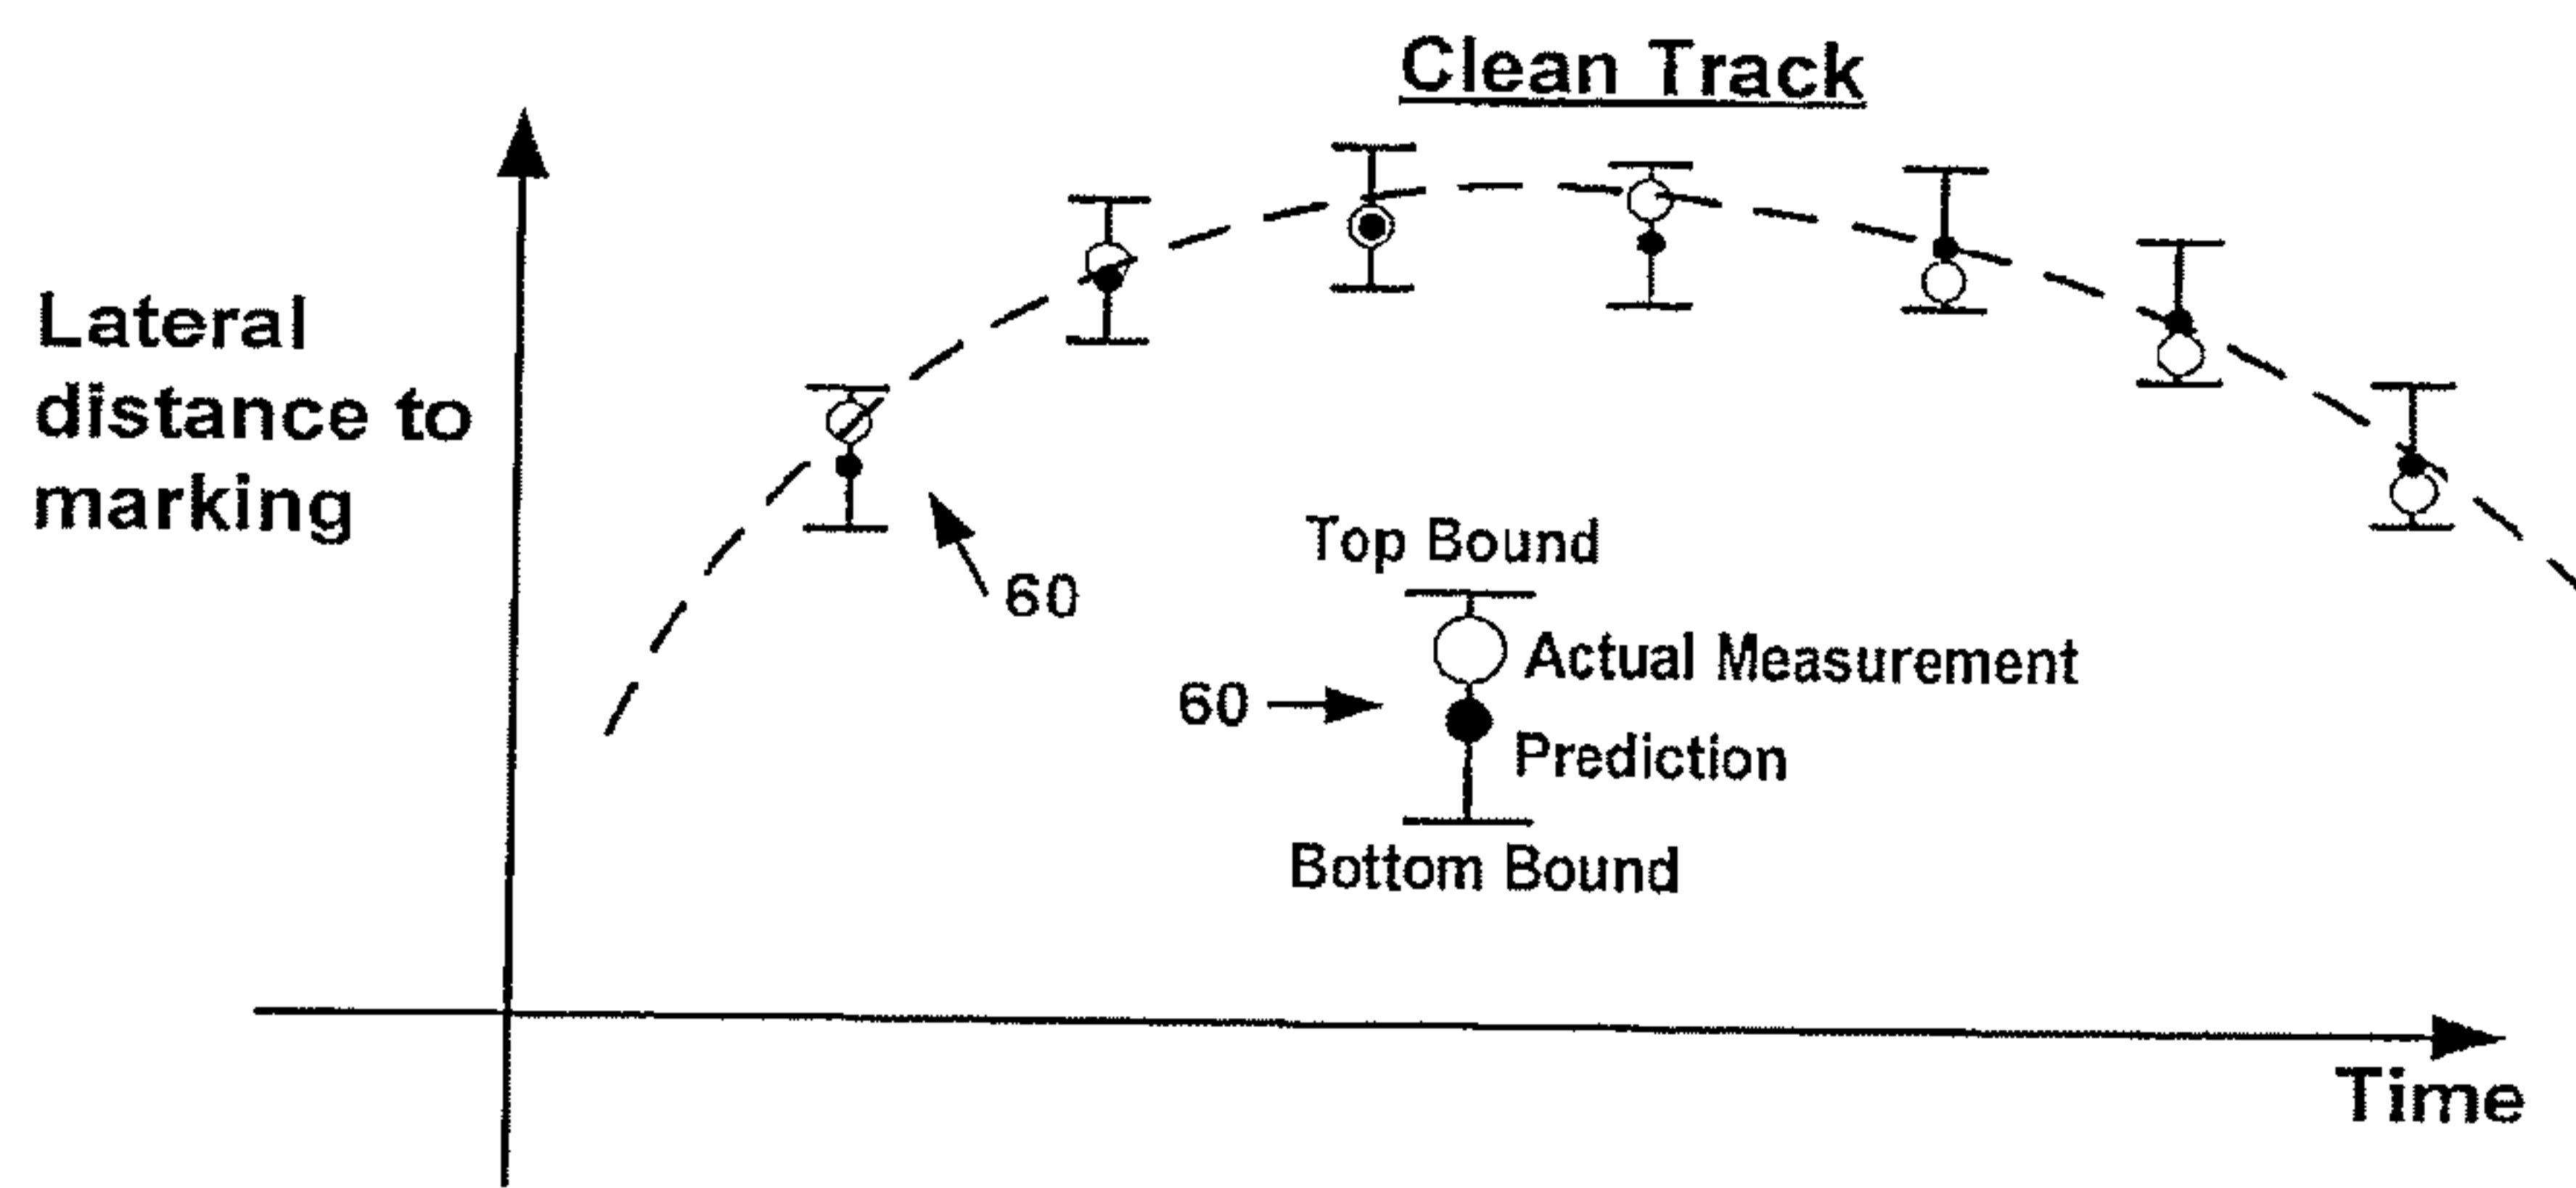 Clean Track
Lateral
distance to
marking
60
Top Bound
Actual Measurement
60
Prediction
Bottom Bound
Time